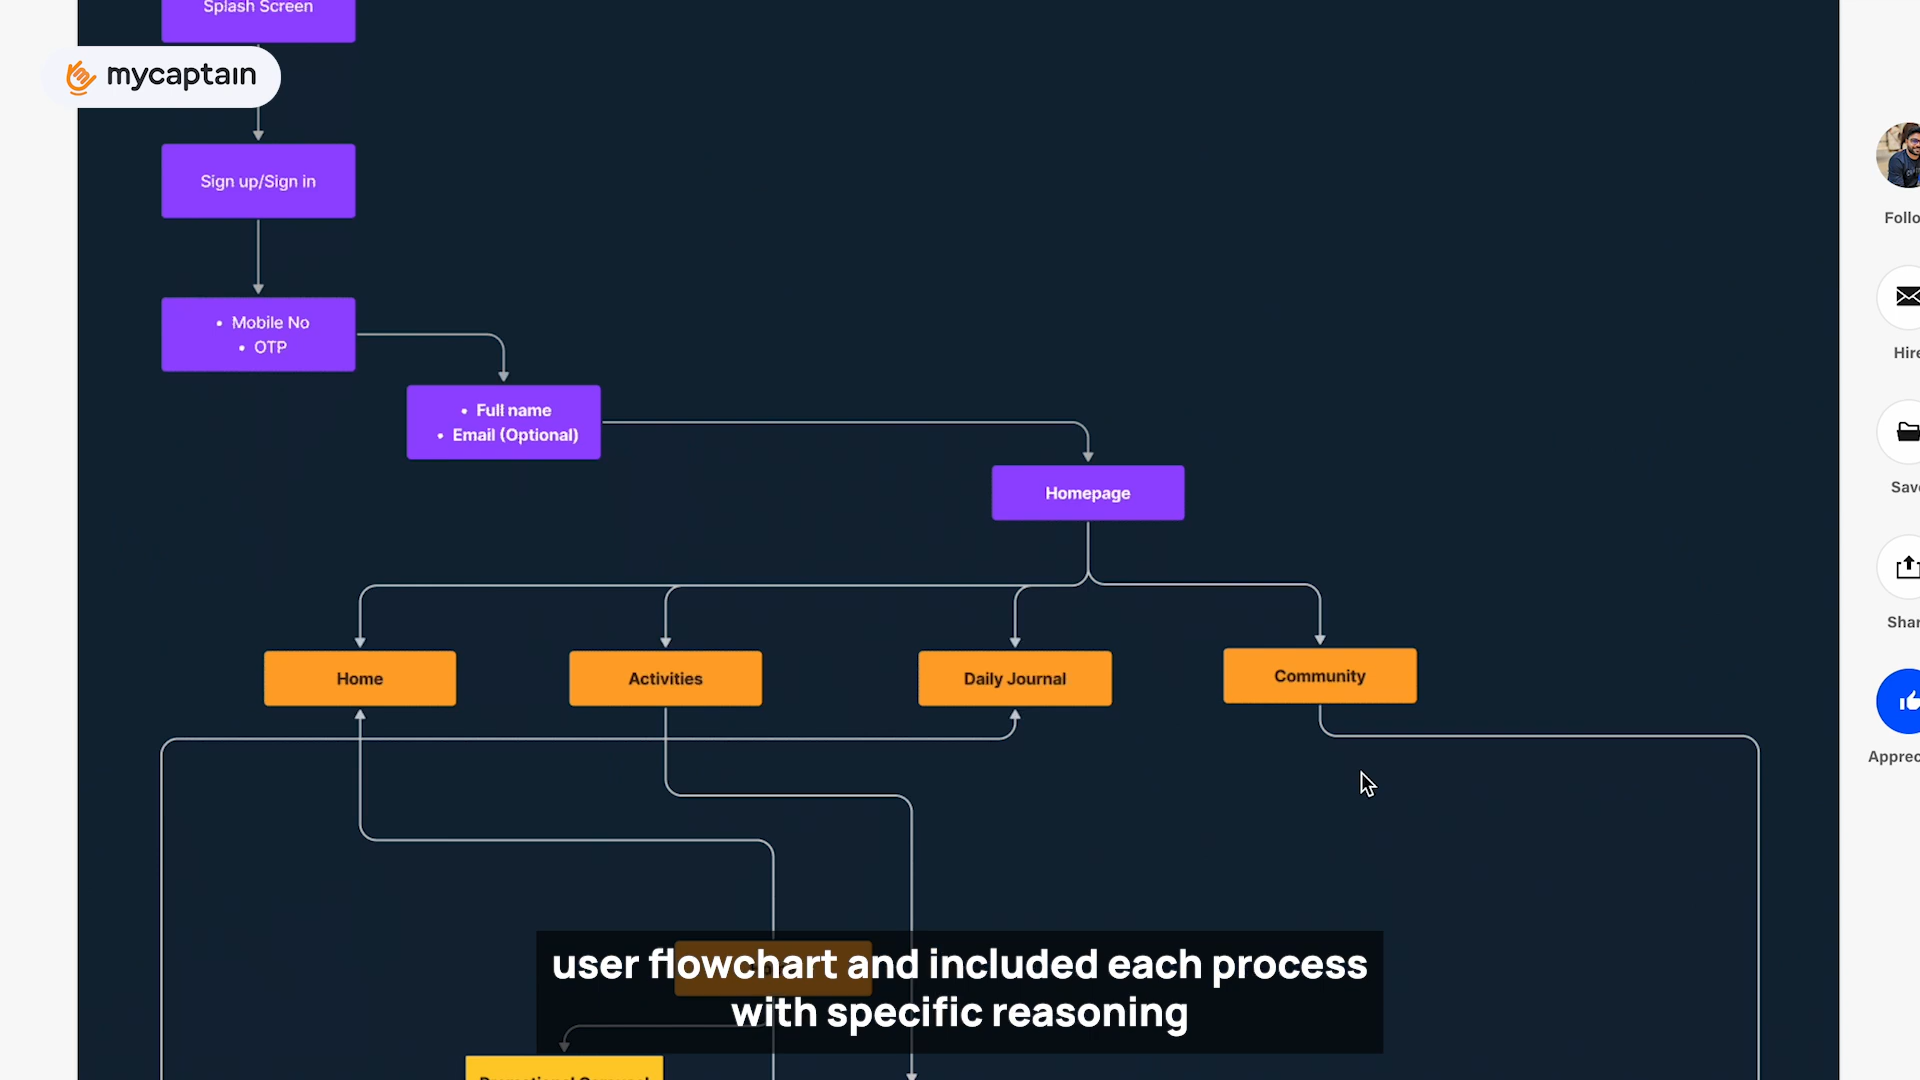 Splash Screen
mycaptain
Sign up/Sign in
• Mobile No
• OTP
• Full name
• Email (Optional)
Homepage
Home
Activities
Daily Journal
Community
user flowchart and included each process
with specific reasoning
Follo
Hire
Save
Shar
Apprec